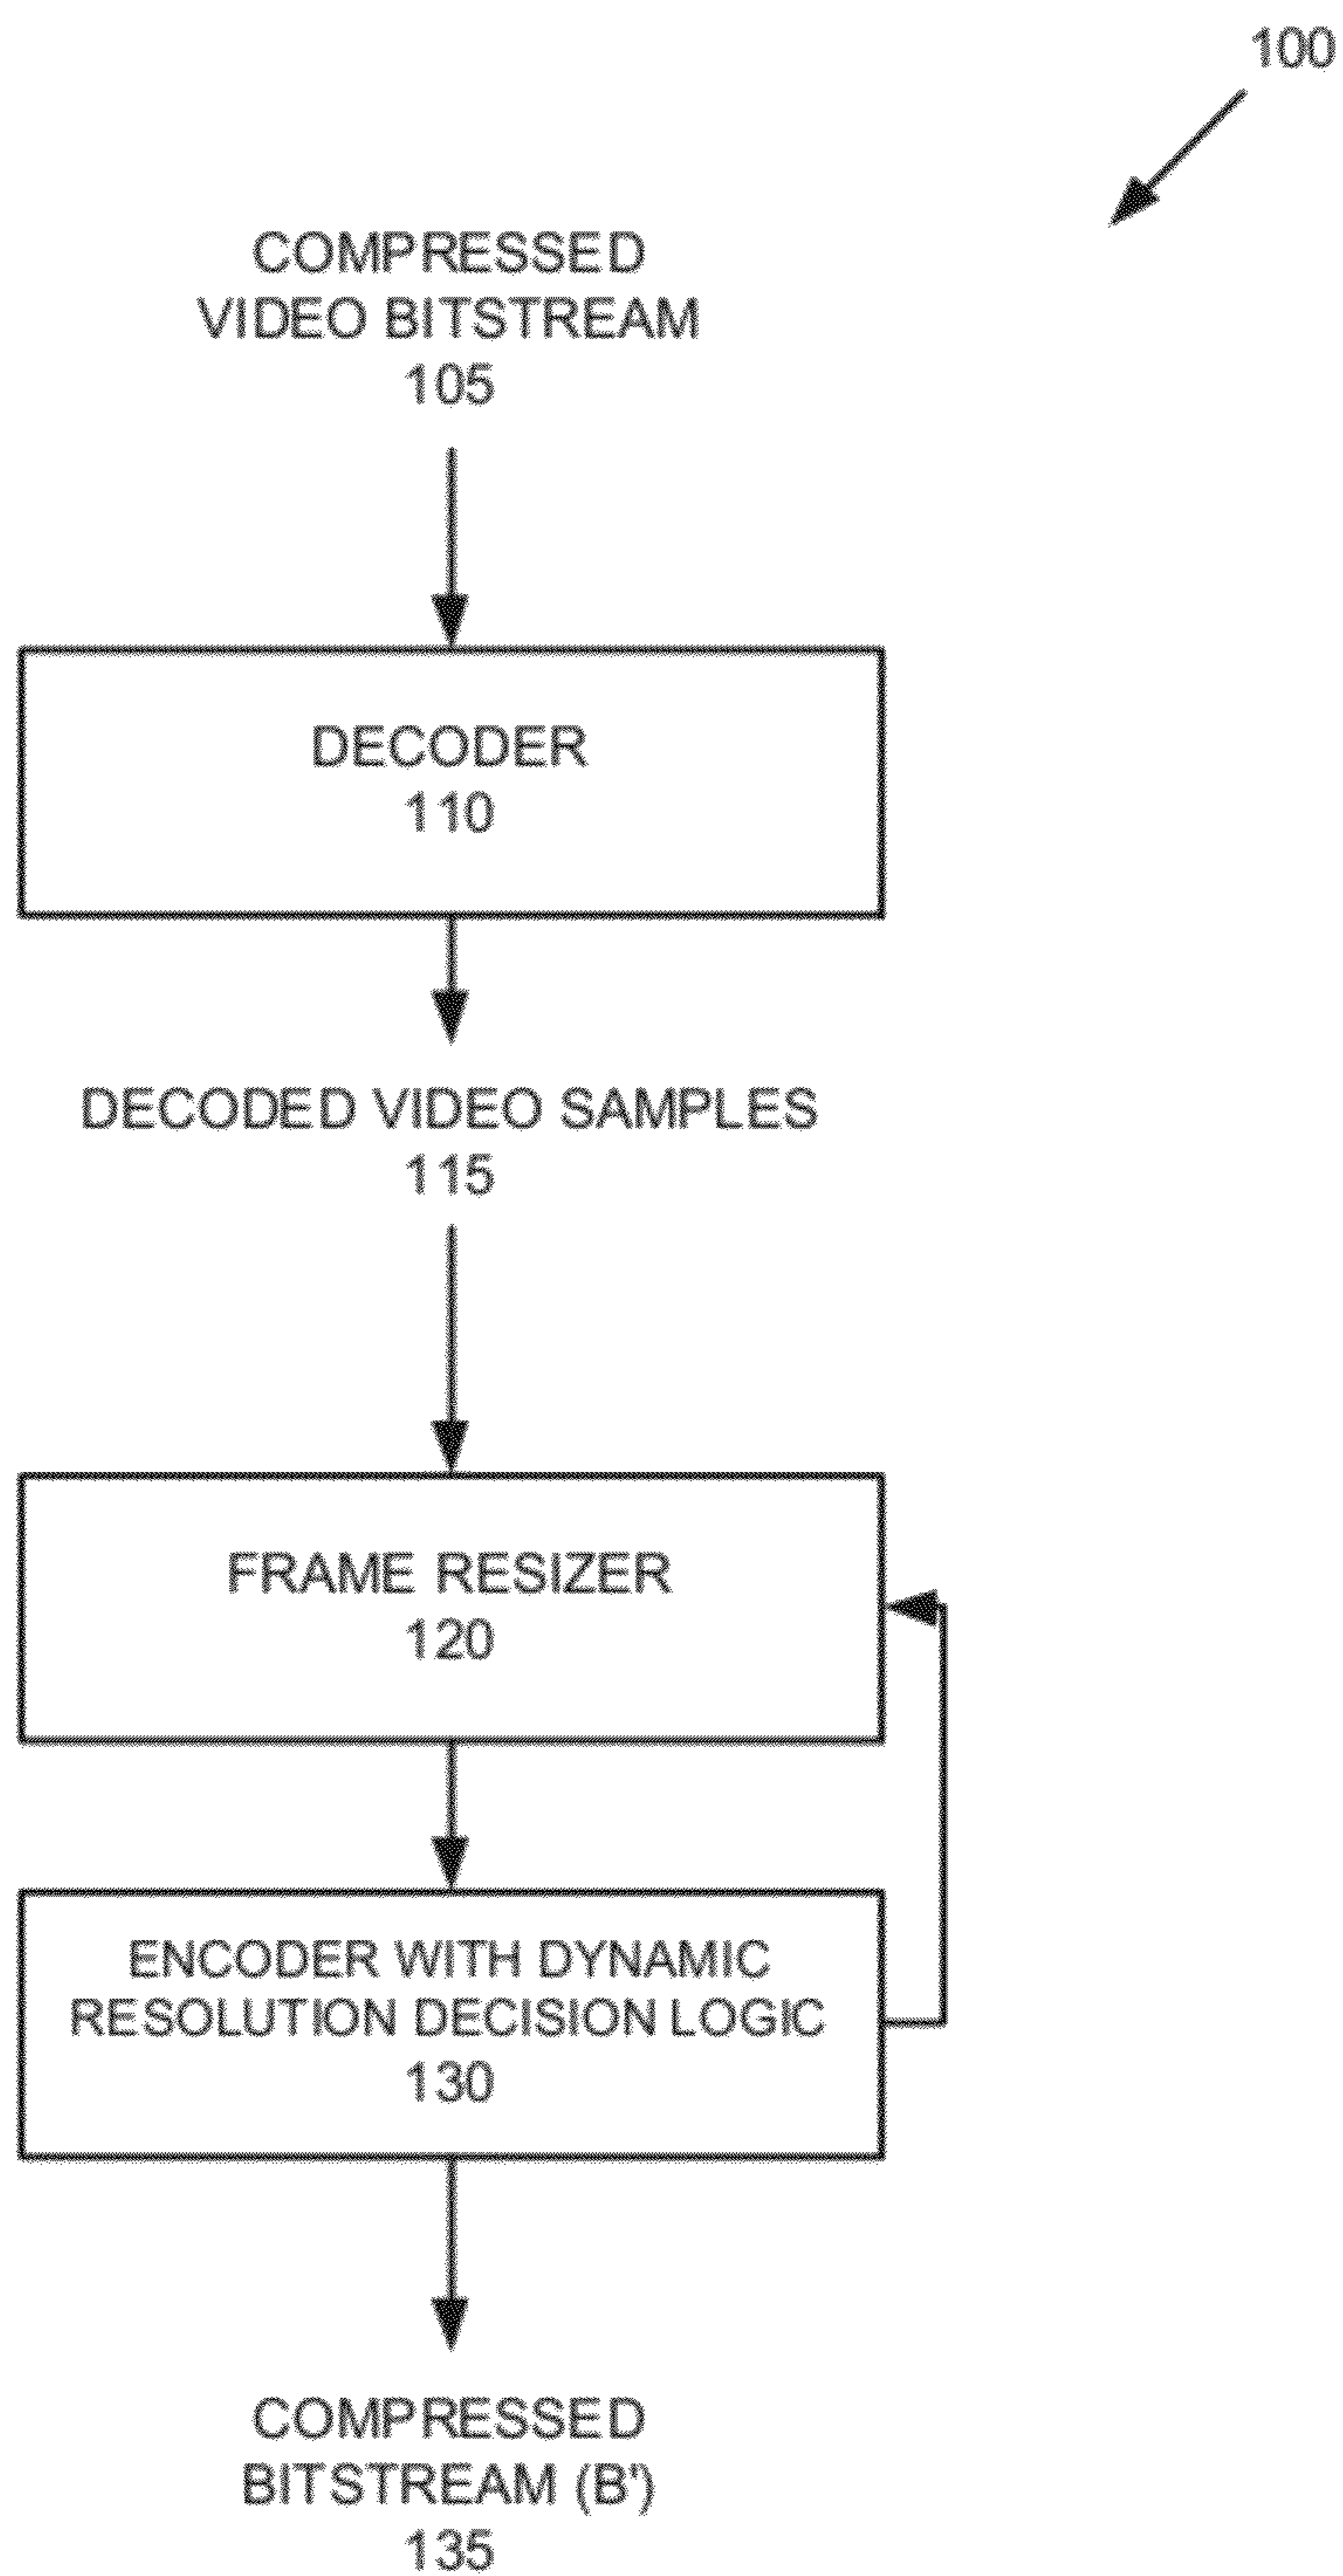 100
COMPRESSED
VIDEO BITSTREAM
105
DECODER
110
DECODED VIDEO SAMPLES
115
FRAME RESIZER
120
ENCODER WITH DYNAMIC
RESOLUTION DECISION LOGIC
130
COMPRESSED
BITSTREAM (B')
135